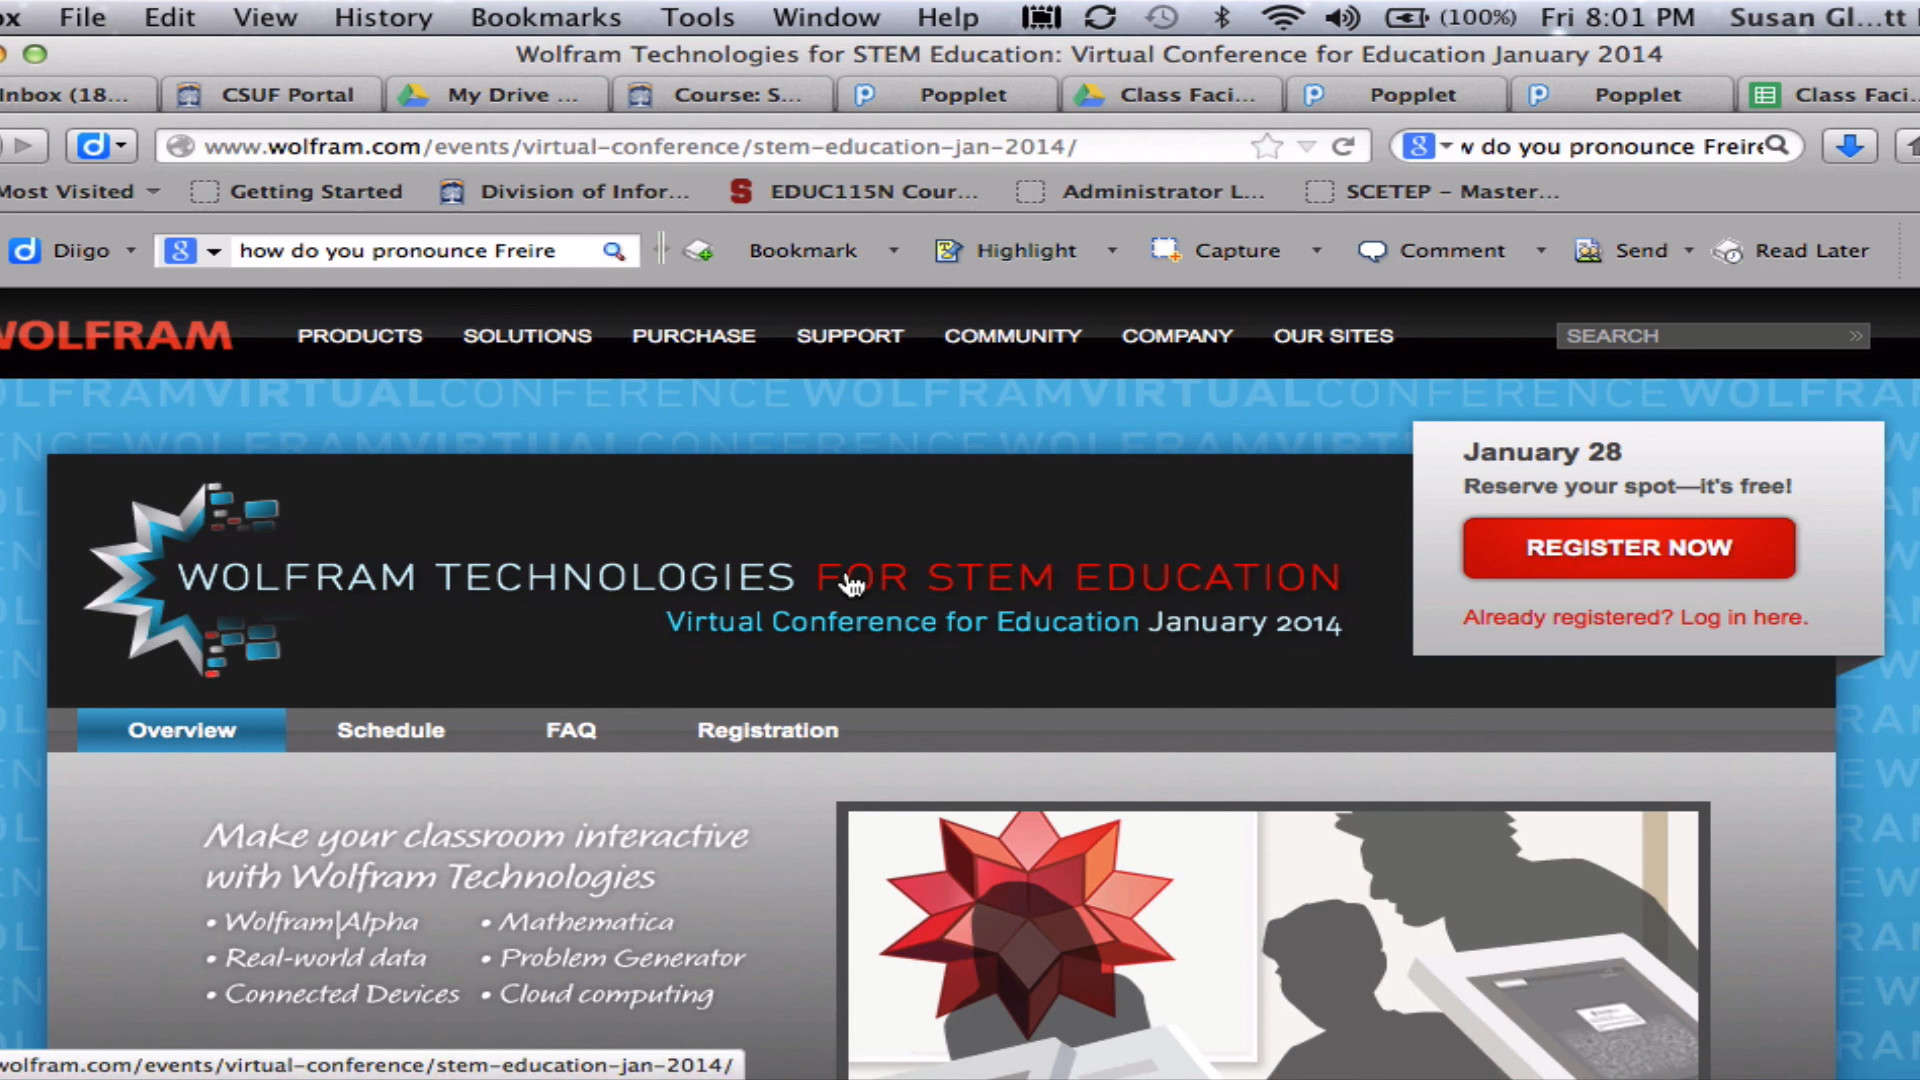 File Edit View History Bookmarks Tools Window Help (100%) Fri 8:01 PM Susan Gl...tt
Wolfram Technologies for STEM Education: Virtual Conference for Education January 2014
Inbox (18... CSUF Portal My Drive ... Course: S... Popplet Class Faci... Popplet Popplet Class Faci...
www.wolfram.com/events/virtual-conference/stem-education-jan-2014/ do you pronounce Freire
Most Visited Getting Started Division of Infor... EDUC115N Cour... Administrator L... SCETEP - Master...
Diigo how do you pronounce Freire Bookmark Highlight Capture Comment Send Read Later
WOLFRAM PRODUCTS SOLUTIONS PURCHASE SUPPORT COMMUNITY COMPANY OUR SITES SEARCH »
WOLFRAMVIRTUALCONFERENCE WOLFRAMVIRTUALCONFERENCE
January 28
Reserve your spot—it's free!
REGISTER NOW
Already registered? Log in here.
WOLFRAM TECHNOLOGIES FOR STEM EDUCATION
Virtual Conference for Education January 2014
Overview Schedule FAQ Registration
Make your classroom interactive
with Wolfram Technologies
• Wolfram|Alpha • Mathematica
• Real-world data • Problem Generator
• Connected Devices • Cloud computing
wolfram.com/events/virtual-conference/stem-education-jan-2014/